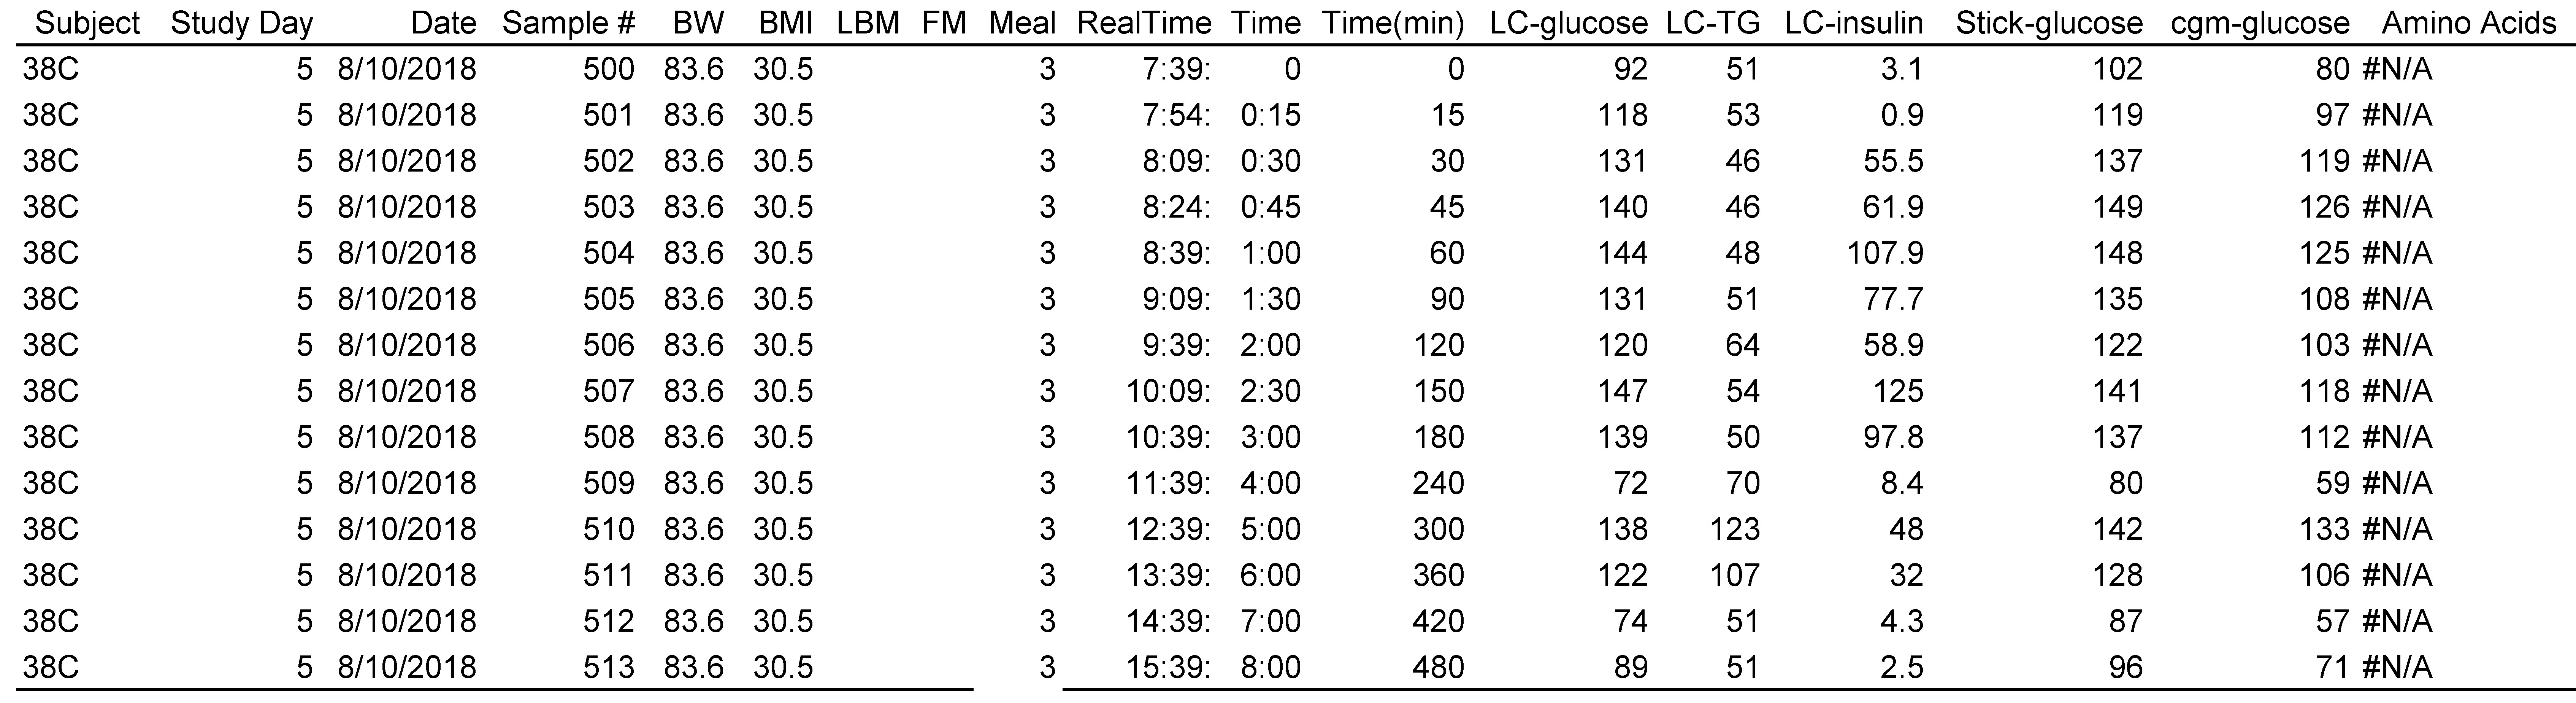 Subject Study Day Date Sample # BW BMI LBM FM Meal RealTime Time Time(min) LC-glucose LC-TG LC-insulin Stick-glucose cgm-glucose Amino Acids
38C 5 8/10/2018 500 83.6 30.5 3 7:39: 0 0 92 51 3.1 102 80 #N/A
38C 5 8/10/2018 501 83.6 30.5 3 7:54: 0:15 15 118 53 0.9 119 97 #N/A
38C 5 8/10/2018 502 83.6 30.5 3 8:09: 0:30 30 131 46 55.5 137 119 #N/A
38C 5 8/10/2018 503 83.6 30.5 3 8:24: 0:45 45 140 46 61.9 149 126 #N/A
38C 5 8/10/2018 504 83.6 30.5 3 8:39: 1:00 60 144 48 107.9 148 125 #N/A
38C 5 8/10/2018 505 83.6 30.5 3 9:09: 1:30 90 131 51 77.7 135 108 #N/A
38C 5 8/10/2018 506 83.6 30.5 3 9:39: 2:00 120 120 64 58.9 122 103 #N/A
38C 5 8/10/2018 507 83.6 30.5 3 10:09: 2:30 150 147 54 125 141 118 #N/A
38C 5 8/10/2018 508 83.6 30.5 3 10:39: 3:00 180 139 50 97.8 137 112 #N/A
38C 5 8/10/2018 509 83.6 30.5 3 11:39: 4:00 240 72 70 8.4 80 59 #N/A
38C 5 8/10/2018 510 83.6 30.5 3 12:39: 5:00 300 138 123 48 142 133 #N/A
38C 5 8/10/2018 511 83.6 30.5 3 13:39: 6:00 360 122 107 32 128 106 #N/A
38C 5 8/10/2018 512 83.6 30.5 3 14:39: 7:00 420 74 51 4.3 87 57 #N/A
38C 5 8/10/2018 513 83.6 30.5 3 15:39: 8:00 480 89 51 2.5 96 71 #N/A